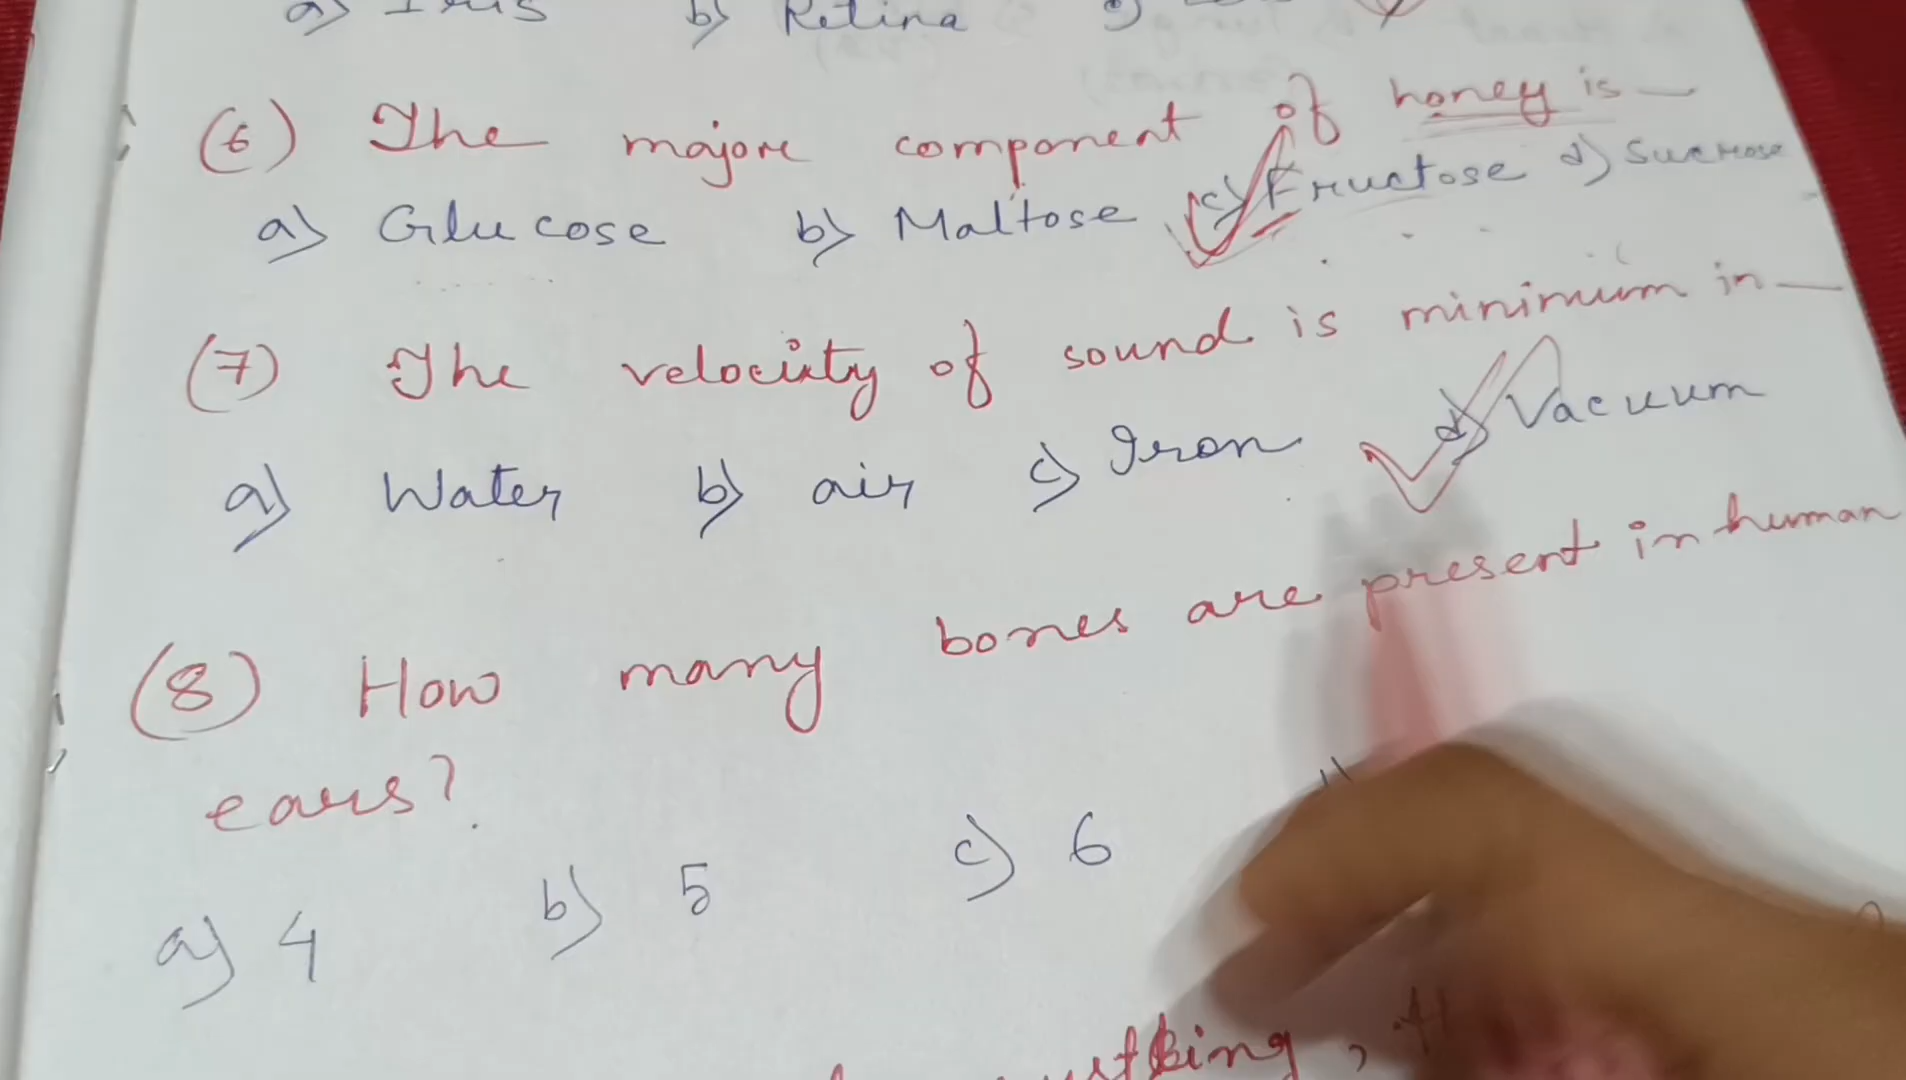 a) Iris b) Retina c)
(6) The major component of honey is —
a) Glucose b) Maltose c) Fructose d) Sucrose
(7) The velocity of sound is minimum in —
a) Water b) air c) Iron d) Vacuum
(8) How many bones are present in human
ears?
a) 4 b) 5 c) 6